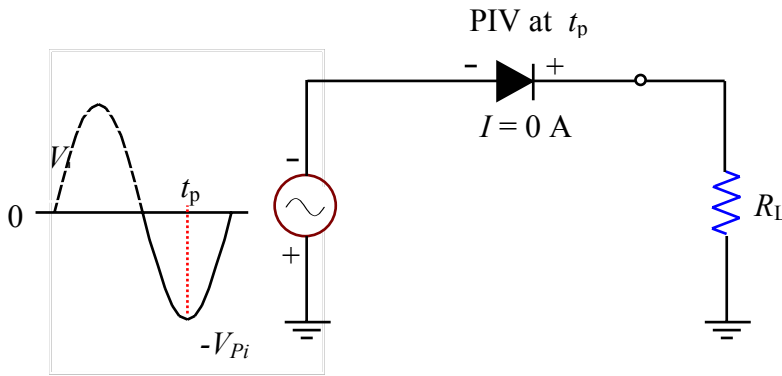 PIV at tp
- +
I = 0 A
V
tp
-
0
+
RL
-VPi